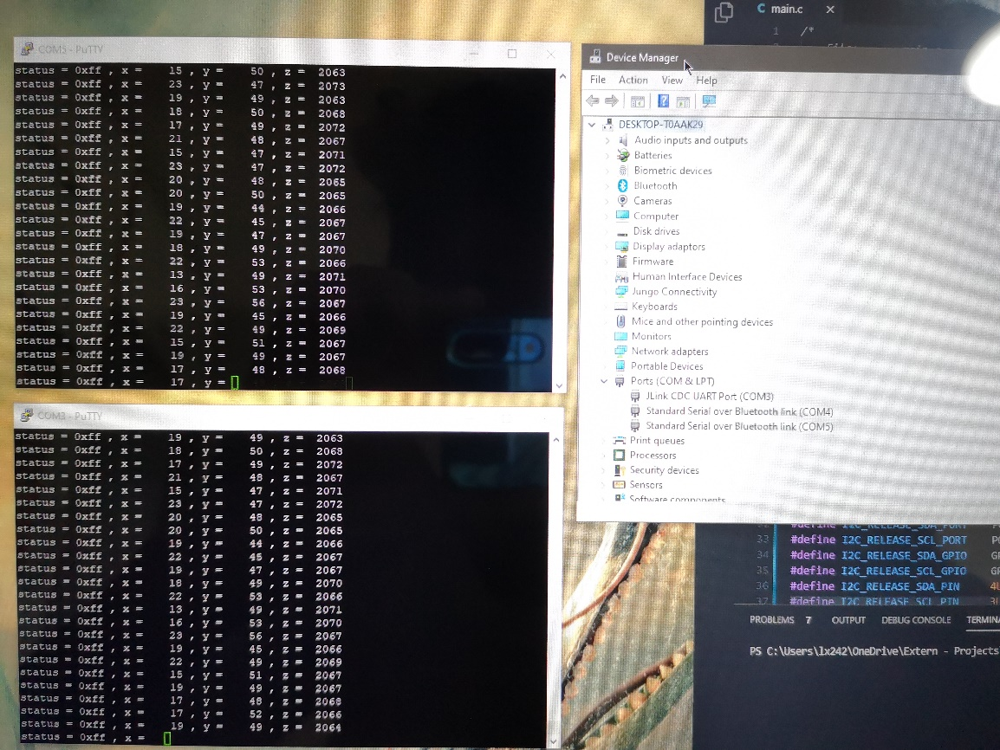 COM5 - PuTTY
status = 0xff , x = 15 , y = 50 , z = 2063
status = 0xff , x = 23 , y = 47 , z = 2073
status = 0xff , x = 19 , y = 49 , z = 2063
status = 0xff , x = 18 , y = 50 , z = 2068
status = 0xff , x = 17 , y = 49 , z = 2072
status = 0xff , x = 21 , y = 48 , z = 2067
status = 0xff , x = 15 , y = 47 , z = 2071
status = 0xff , x = 23 , y = 47 , z = 2072
status = 0xff , x = 20 , y = 48 , z = 2065
status = 0xff , x = 20 , y = 50 , z = 2065
status = 0xff , x = 19 , y = 44 , z = 2066
status = 0xff , x = 22 , y = 45 , z = 2067
status = 0xff , x = 19 , y = 47 , z = 2067
status = 0xff , x = 18 , y = 49 , z = 2070
status = 0xff , x = 22 , y = 53 , z = 2066
status = 0xff , x = 13 , y = 49 , z = 2071
status = 0xff , x = 16 , y = 53 , z = 2070
status = 0xff , x = 23 , y = 56 , z = 2067
status = 0xff , x = 19 , y = 45 , z = 2066
status = 0xff , x = 22 , y = 49 , z = 2069
status = 0xff , x = 15 , y = 51 , z = 2067
status = 0xff , x = 19 , y = 49 , z = 2067
status = 0xff , x = 17 , y = 48 , z = 2068
status = 0xff , x = 17 , y =
COM3 - PuTTY
status = 0xff , x = 19 , y = 49 , z = 2063
status = 0xff , x = 18 , y = 50 , z = 2068
status = 0xff , x = 17 , y = 49 , z = 2072
status = 0xff , x = 21 , y = 48 , z = 2067
status = 0xff , x = 15 , y = 47 , z = 2071
status = 0xff , x = 23 , y = 47 , z = 2072
status = 0xff , x = 20 , y = 48 , z = 2065
status = 0xff , x = 20 , y = 50 , z = 2065
status = 0xff , x = 19 , y = 44 , z = 2066
status = 0xff , x = 22 , y = 45 , z = 2067
status = 0xff , x = 19 , y = 47 , z = 2067
status = 0xff , x = 18 , y = 49 , z = 2070
status = 0xff , x = 22 , y = 53 , z = 2066
status = 0xff , x = 13 , y = 49 , z = 2071
status = 0xff , x = 16 , y = 53 , z = 2070
status = 0xff , x = 23 , y = 56 , z = 2067
status = 0xff , x = 19 , y = 45 , z = 2066
status = 0xff , x = 22 , y = 49 , z = 2069
status = 0xff , x = 15 , y = 51 , z = 2067
status = 0xff , x = 19 , y = 49 , z = 2067
status = 0xff , x = 17 , y = 48 , z = 2068
status = 0xff , x = 17 , y = 52 , z = 2066
status = 0xff , x = 19 , y = 49 , z = 2064
status = 0xff , x =
C main.c
1 /*
Device Manager
File Action View Help
DESKTOP-T0AAK29
Audio inputs and outputs
Batteries
Biometric devices
Bluetooth
Cameras
Computer
Disk drives
Display adaptors
Firmware
Human Interface Devices
Jungo Connectivity
Keyboards
Mice and other pointing devices
Monitors
Network adapters
Portable Devices
Ports (COM & LPT)
JLink CDC UART Port (COM3)
Standard Serial over Bluetooth link (COM4)
Standard Serial over Bluetooth link (COM5)
Print queues
Processors
Security devices
Sensors
Software components
32 #define I2C_RELEASE_SDA_PORT
33 #define I2C_RELEASE_SCL_PORT
34 #define I2C_RELEASE_SDA_GPIO
35 #define I2C_RELEASE_SCL_GPIO
36 #define I2C_RELEASE_SDA_PIN
37 #define I2C_RELEASE_SCL_PIN
PROBLEMS 7 OUTPUT DEBUG CONSOLE
PS C:\Users\lx242\OneDrive\Extern - Projects